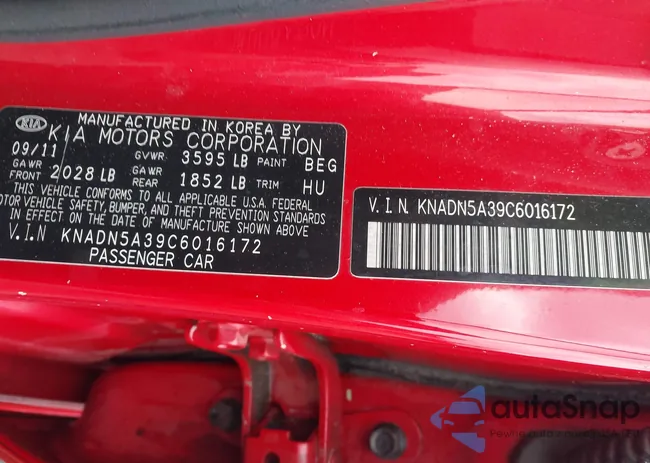 MANUFACTURED IN KOREA BY
KIA KIA MOTORS CORPORATION
09/11 GVWR 3595 LB PAINT BEG
GAWR FRONT 2028 LB GAWR REAR 1852 LB TRIM HU
THIS VEHICLE CONFORMS TO ALL APPLICABLE U.S.A. FEDERAL
MOTOR VEHICLE SAFETY, BUMPER, AND THEFT PREVENTION STANDARDS
IN EFFECT ON THE DATE OF MANUFACTURE SHOWN ABOVE
V.I.N KNADN5A39C6016172
PASSENGER CAR
V.I.N KNADN5A39C6016172
autoSnap